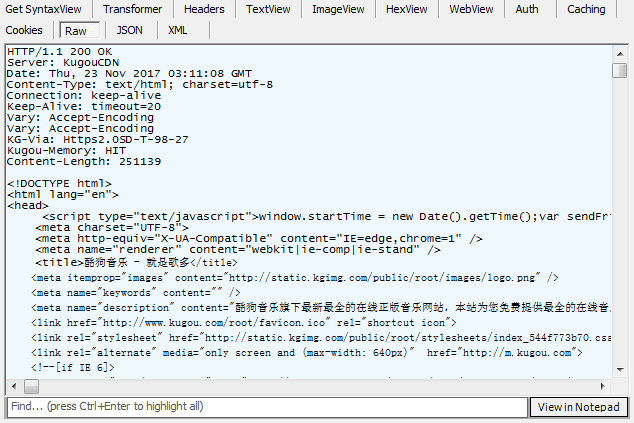 Get SyntaxView Transformer Headers TextView ImageView HexView WebView Auth Caching
Cookies Raw JSON XML
HTTP/1.1 200 OK
Server: KugouCDN
Date: Thu, 23 Nov 2017 03:11:08 GMT
Content-Type: text/html; charset=utf-8
Connection: keep-alive
Keep-Alive: timeout=20
Vary: Accept-Encoding
Vary: Accept-Encoding
KG-Via: Https2.0SD-T-98-27
Kugou-Memory: HIT
Content-Length: 251139
<!DOCTYPE html>
<html lang="en">
<head>
<script type="text/javascript">window.startTime = new Date().getTime();var sendFr
<meta charset="UTF-8">
<meta http-equiv="X-UA-Compatible" content="IE=edge,chrome=1" />
<meta name="renderer" content="webkit|ie-comp|ie-stand" />
<title>酷狗音乐 - 就是歌多</title>
<meta itemprop="images" content="http://static.kgimg.com/public/root/images/logo.png" />
<meta name="keywords" content="" />
<meta name="description" content="酷狗音乐旗下最新最全的在线正版音乐网站，本站为您免费提供最全的在线音
<link href="http://www.kugou.com/root/favicon.ico" rel="shortcut icon">
<link rel="stylesheet" href="http://static.kgimg.com/public/root/stylesheets/index_544f773b70.css
<link rel="alternate" media="only screen and (max-width: 640px)" href="http://m.kugou.com">
<!--[if IE 6]>
Find... (press Ctrl+Enter to highlight all) View in Notepad